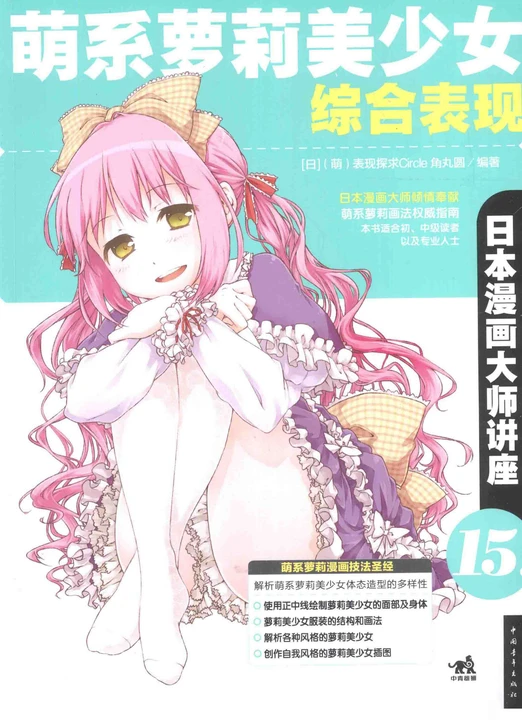 萌系萝莉美少女
综合表现
[日]（萌）表现探求Circle 角丸圆／编著
日本漫画大师倾情奉献
萌系萝莉画法权威指南
本书适合初、中级读者
以及专业人士
日本漫画大师讲座
15
萌系萝莉漫画技法圣经
解析萌系萝莉美少女体态造型的多样性
使用正中线绘制萝莉美少女的面部及身体
萝莉美少女服装的结构和画法
解析各种风格的萝莉美少女
创作自我风格的萝莉美少女插图
中青雄狮
中国青年出版社